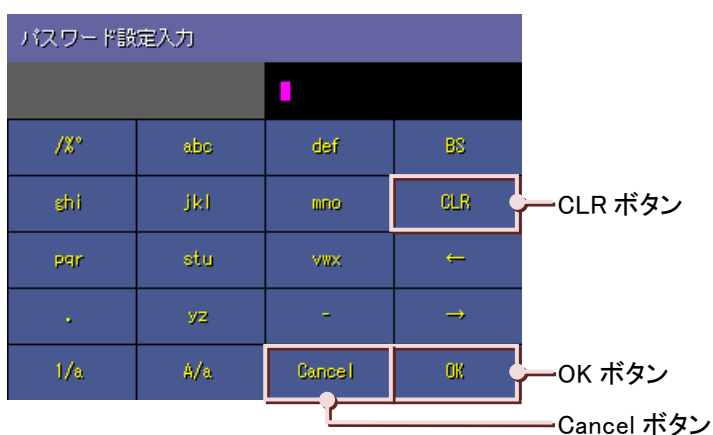 パスワード設定入力
/%° abc def BS
ghi jkl mno CLR
CLR ボタン
pqr stu vwx ←
. yz - →
1/a A/a Cancel OK
OK ボタン
Cancel ボタン